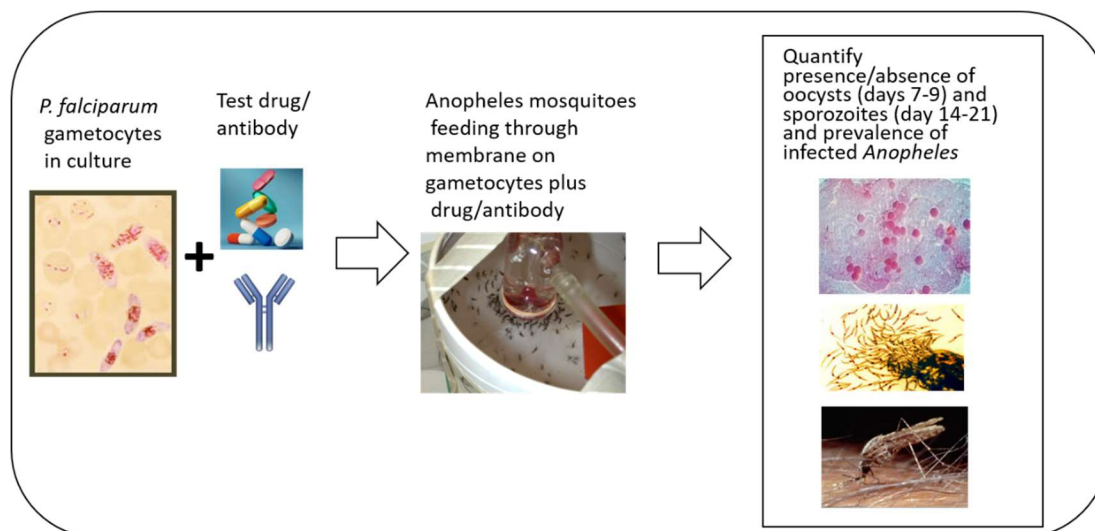 P. falciparum
gametocytes
in culture
+
Test drug/
antibody
Anopheles mosquitoes
feeding through
membrane on
gametocytes plus
drug/antibody
Quantify
presence/absence of
oocysts (days 7-9) and
sporozoites (day 14-21)
and prevalence of
infected Anopheles